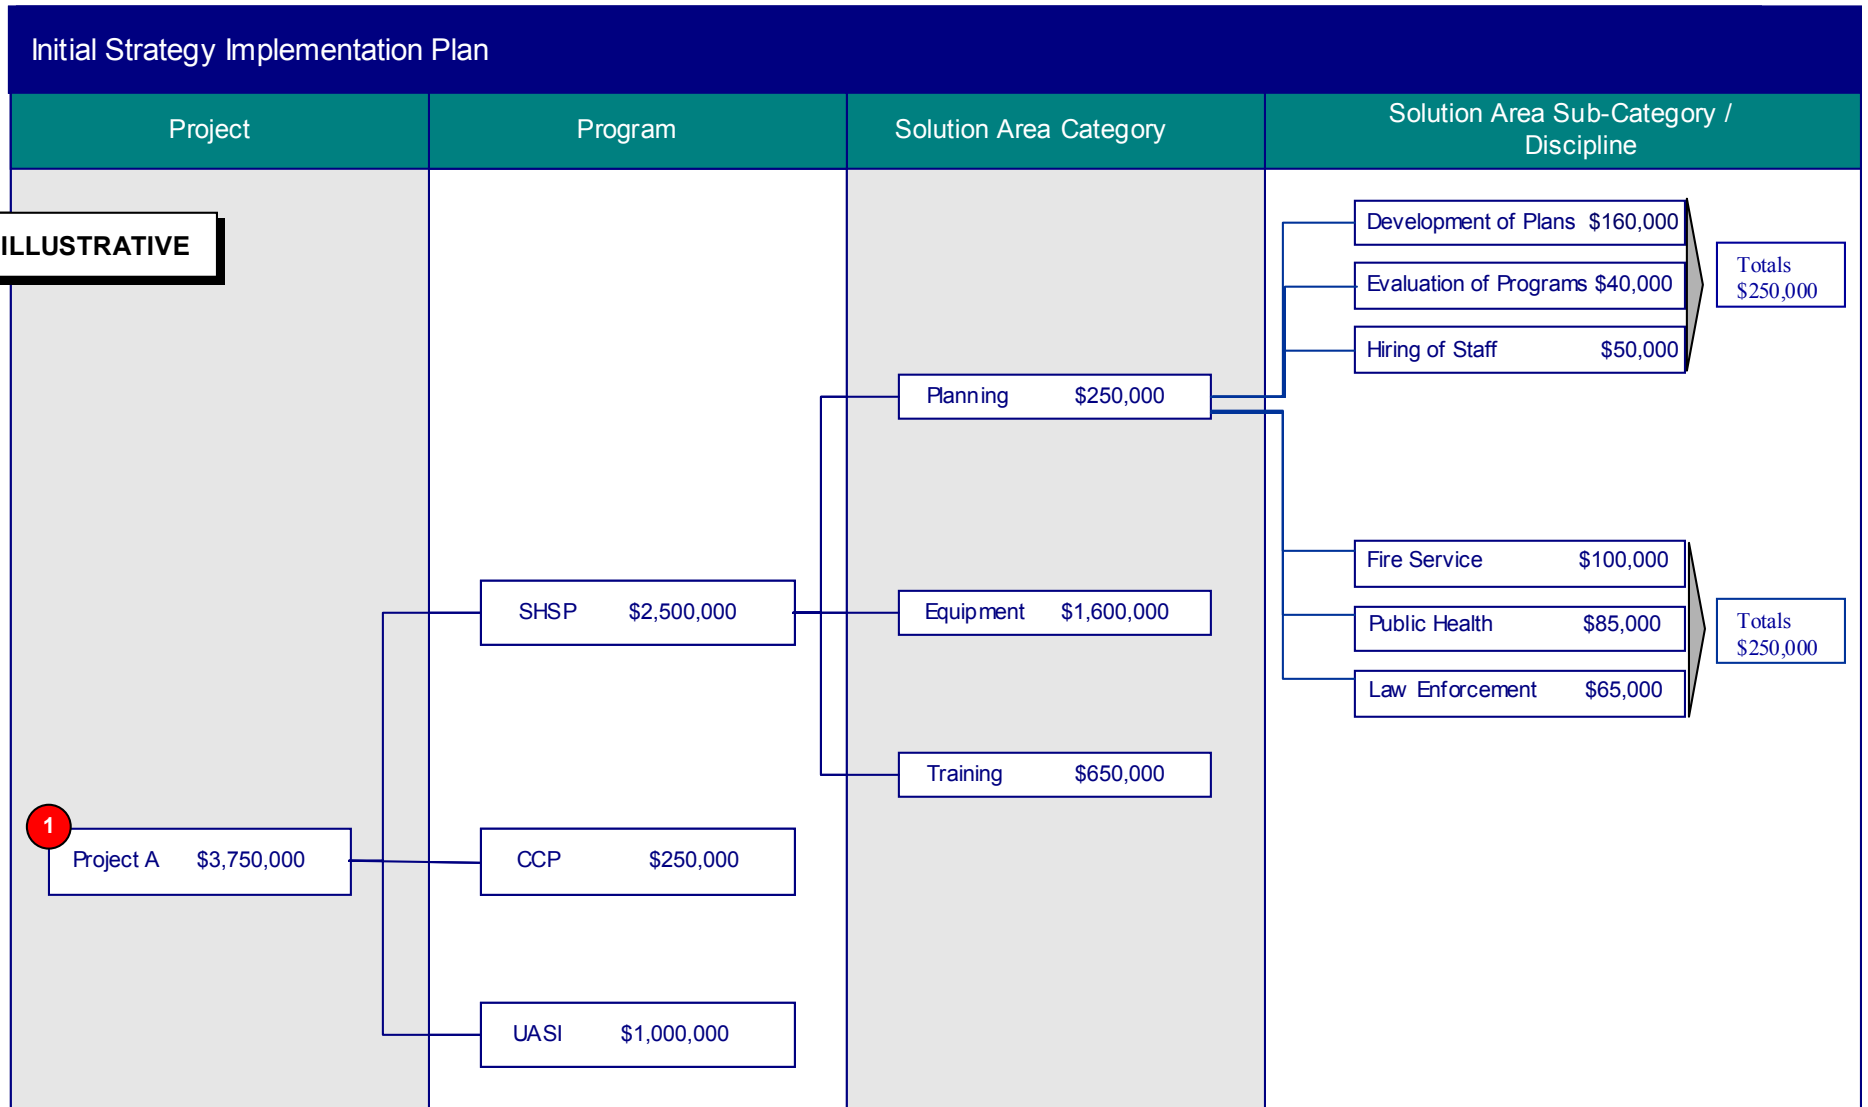 Initial Strategy Implementation Plan
Project
Program
Solution Area Category
Solution Area Sub-Category /
Discipline
ILLUSTRATIVE
Development of Plans $160,000
Evaluation of Programs $40,000
Hiring of Staff $50,000
Totals
$250,000
Planning $250,000
Fire Service $100,000
Public Health $85,000
Law Enforcement $65,000
Totals
$250,000
SHSP $2,500,000
Equipment $1,600,000
Training $650,000
1
Project A $3,750,000
CCP $250,000
UASI $1,000,000